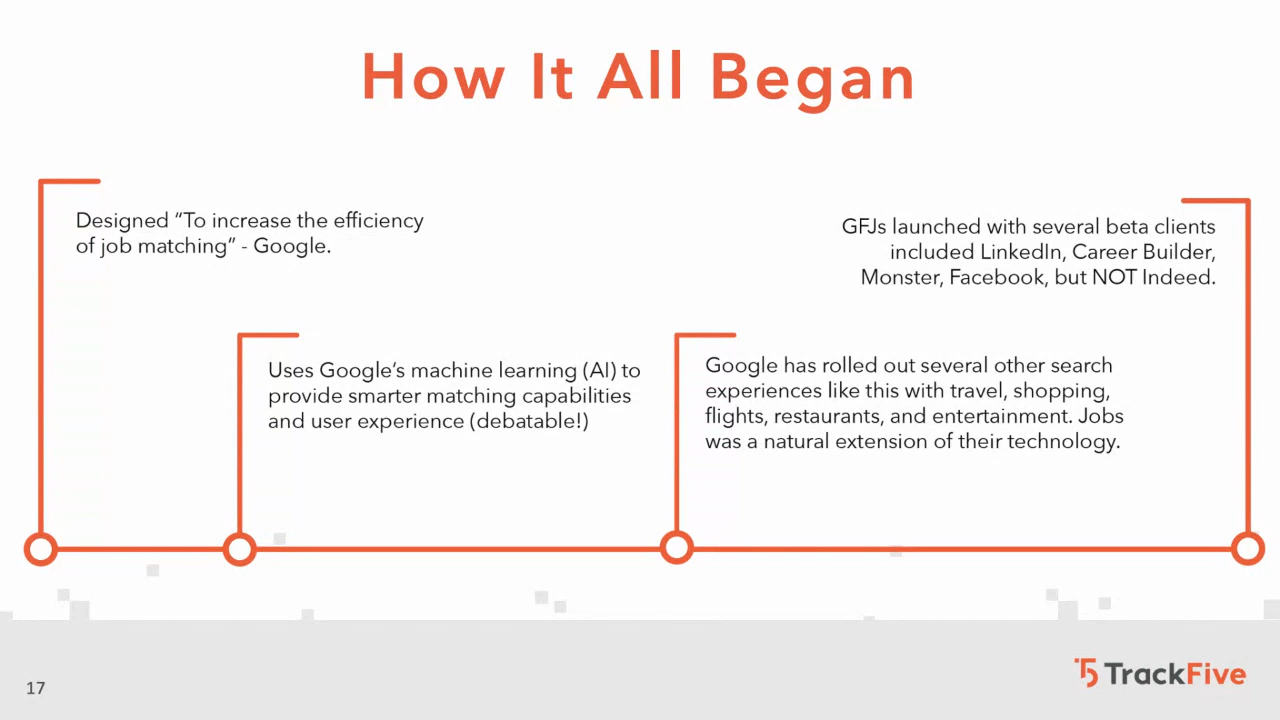 How It All Began
Designed “To increase the efficiency
of job matching” - Google.
GFJs launched with several beta clients
included LinkedIn, Career Builder,
Monster, Facebook, but NOT Indeed.
Uses Google’s machine learning (AI) to
provide smarter matching capabilities
and user experience (debatable!)
Google has rolled out several other search
experiences like this with travel, shopping,
flights, restaurants, and entertainment. Jobs
was a natural extension of their technology.
17
T5 TrackFive